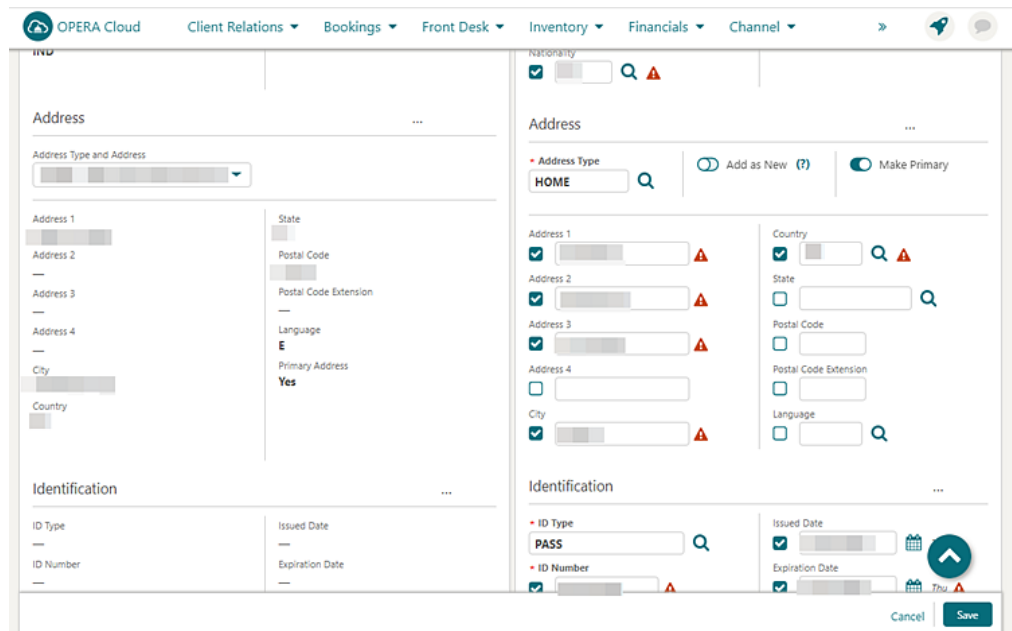 OPERA Cloud
Client Relations
Bookings
Front Desk
Inventory
Financials
Channel
»
IND
Address
...
Address Type and Address
Address 1
Address 2
—
Address 3
—
Address 4
—
City
Country
State
Postal Code
Postal Code Extension
—
Language
E
Primary Address
Yes
Identification
...
ID Type
—
ID Number
—
Issued Date
—
Expiration Date
—
Nationality
Address
...
* Address Type
HOME
Add as New (?)
Make Primary
Address 1
Address 2
Address 3
Address 4
City
Country
State
Postal Code
Postal Code Extension
Language
Identification
...
* ID Type
PASS
* ID Number
Issued Date
Expiration Date
Thu
Cancel
Save